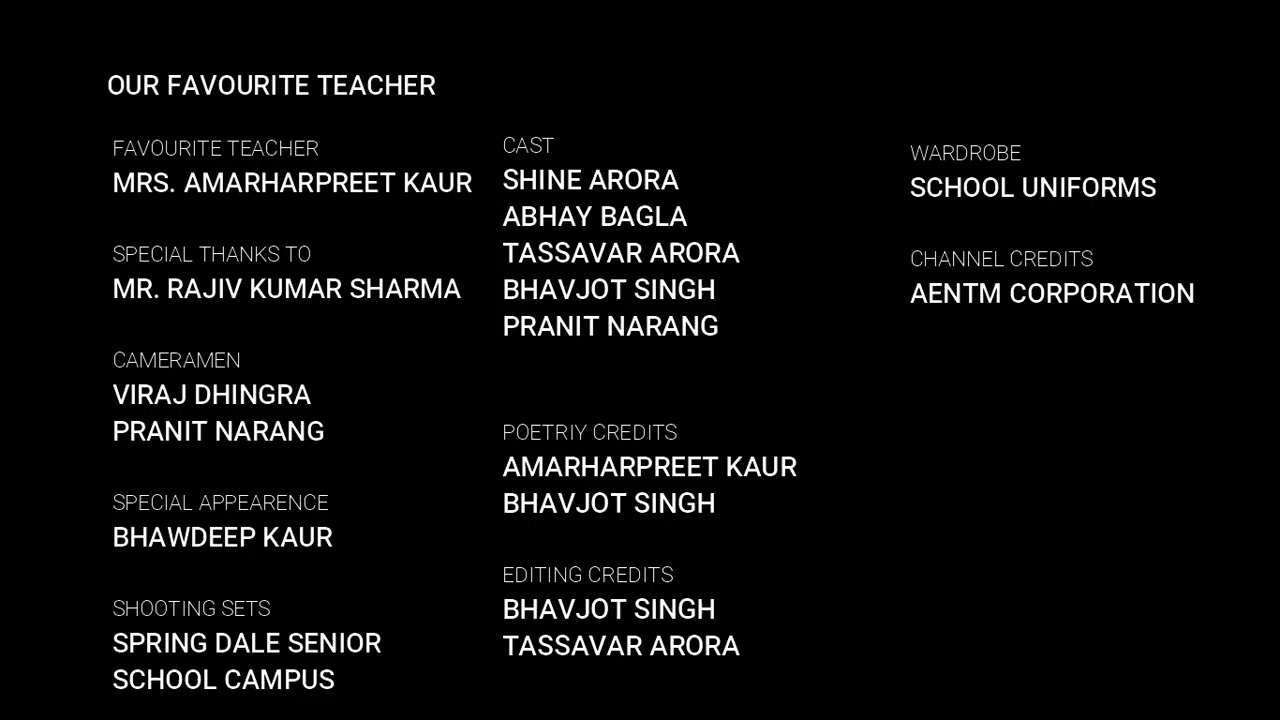 OUR FAVOURITE TEACHER
FAVOURITE TEACHER
MRS. AMARHARPREET KAUR
SPECIAL THANKS TO
MR. RAJIV KUMAR SHARMA
CAMERAMEN
VIRAJ DHINGRA
PRANIT NARANG
SPECIAL APPEARENCE
BHAWDEEP KAUR
SHOOTING SETS
SPRING DALE SENIOR
SCHOOL CAMPUS
CAST
SHINE ARORA
ABHAY BAGLA
TASSAVAR ARORA
BHAVJOT SINGH
PRANIT NARANG
POETRIY CREDITS
AMARHARPREET KAUR
BHAVJOT SINGH
EDITING CREDITS
BHAVJOT SINGH
TASSAVAR ARORA
WARDROBE
SCHOOL UNIFORMS
CHANNEL CREDITS
AENTM CORPORATION